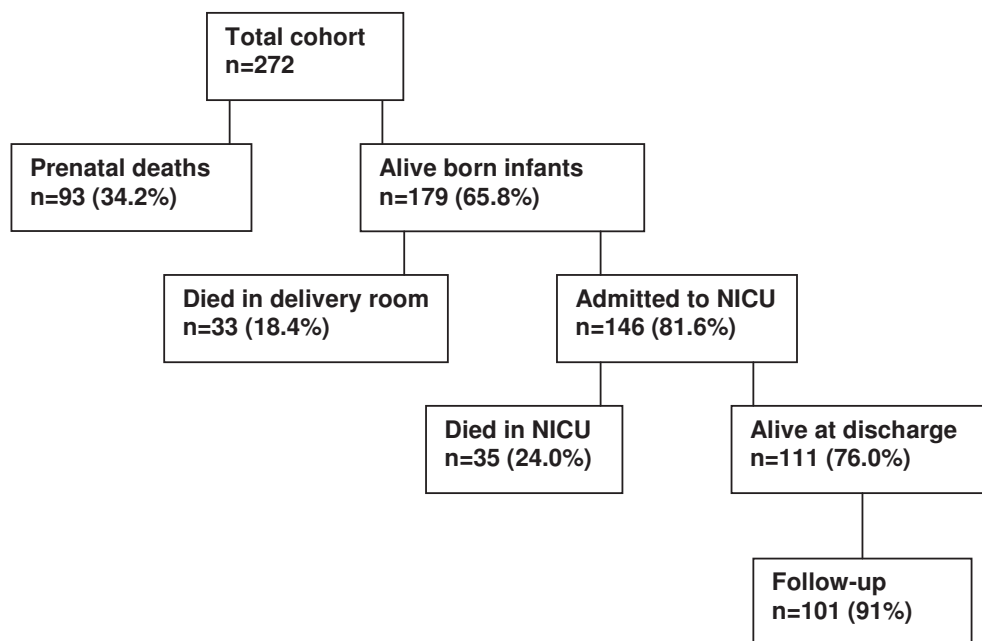 Total cohort
n=272
Prenatal deaths
n=93 (34.2%)
Alive born infants
n=179 (65.8%)
Died in delivery room
n=33 (18.4%)
Admitted to NICU
n=146 (81.6%)
Died in NICU
n=35 (24.0%)
Alive at discharge
n=111 (76.0%)
Follow-up
n=101 (91%)